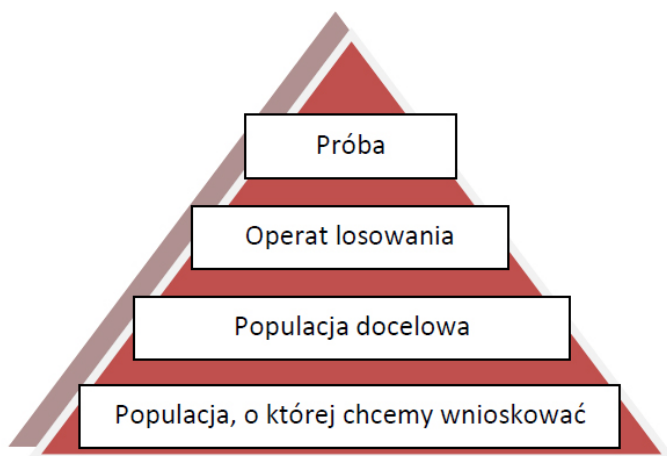 Próba
Operat losowania
Populacja docelowa
Populacja, o której chcemy wnioskować